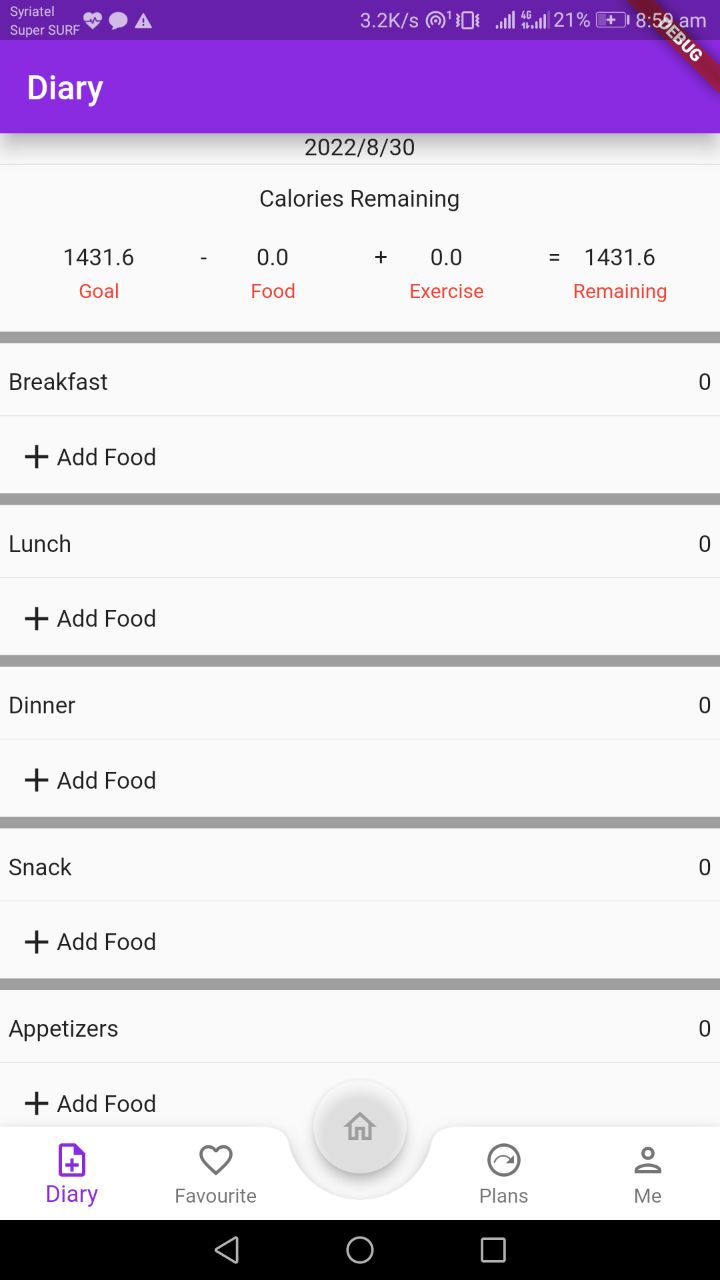 Syriatel
Super SURF
3.2K/s 1 4G 21% 8:59 am
DEBUG
Diary
2022/8/30
Calories Remaining
1431.6 - 0.0 + 0.0 = 1431.6
Goal Food Exercise Remaining
Breakfast 0
Add Food
Lunch 0
Add Food
Dinner 0
Add Food
Snack 0
Add Food
Appetizers 0
Add Food
Diary Favourite Plans Me